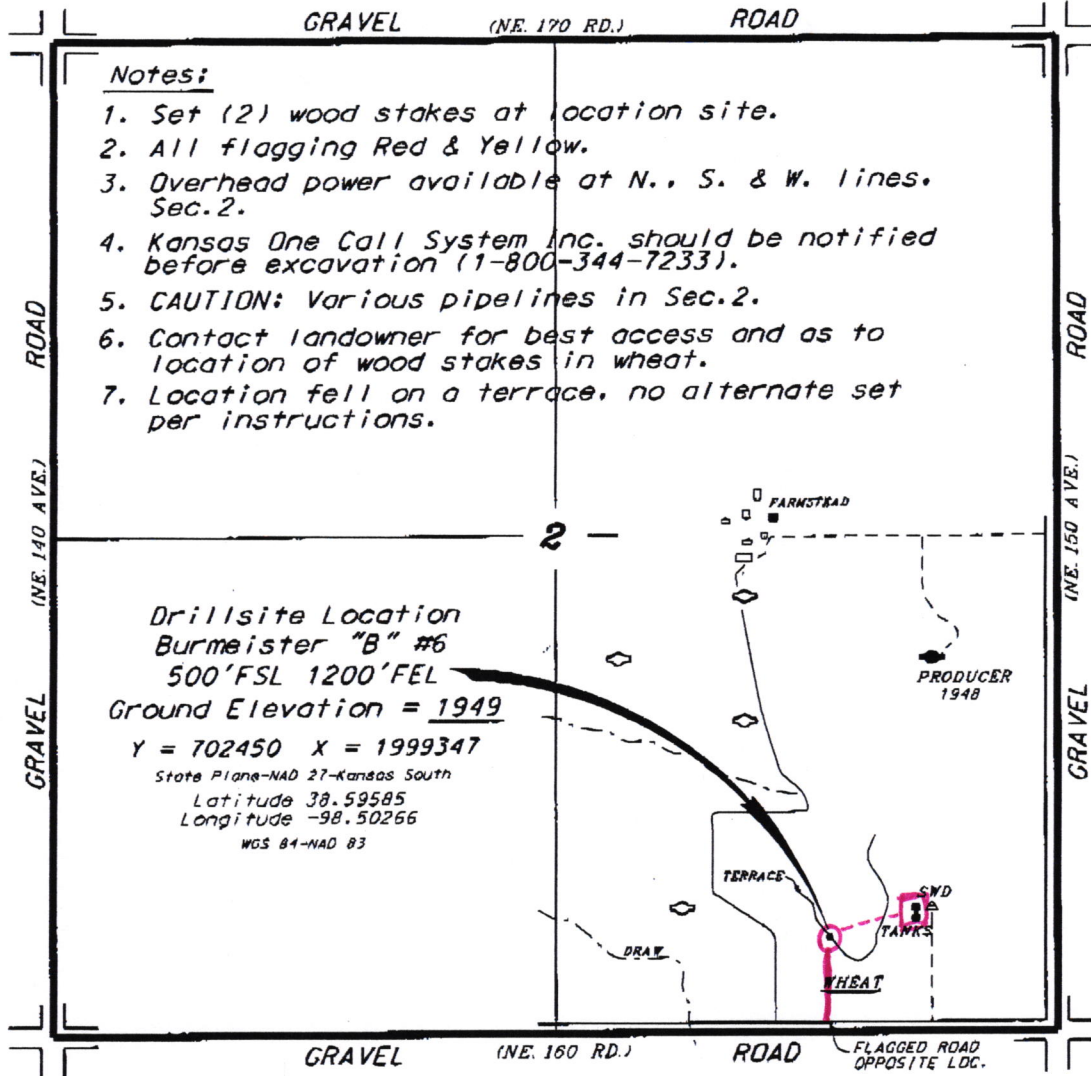 GRAVEL (NE. 170 RD.) ROAD
Notes:
1. Set (2) wood stakes at location site.
2. All flagging Red & Yellow.
3. Overhead power available at N., S. & W. lines.
Sec.2.
4. Kansas One Call System Inc. should be notified
before excavation (1-800-344-7233).
5. CAUTION: Various pipelines in Sec.2.
6. Contact landowner for best access and as to
location of wood stakes in wheat.
7. Location fell on a terrace, no alternate set
per instructions.
GRAVEL (NE. 140 AVE.) ROAD
GRAVEL (NE. 150 AVE.) ROAD
FARMSTEAD
2
Drillsite Location
Burmeister "B" #6
500'FSL 1200'FEL
Ground Elevation = 1949
Y = 702450 X = 1999347
State Plane-NAD 27-Kansas South
Latitude 38.59585
Longitude -98.50266
WGS 84-NAD 83
PRODUCER
1948
TERRACE
SWD
TANKS
DRAW
WHEAT
GRAVEL (NE. 160 RD.) ROAD
FLAGGED ROAD
OPPOSITE LOC.